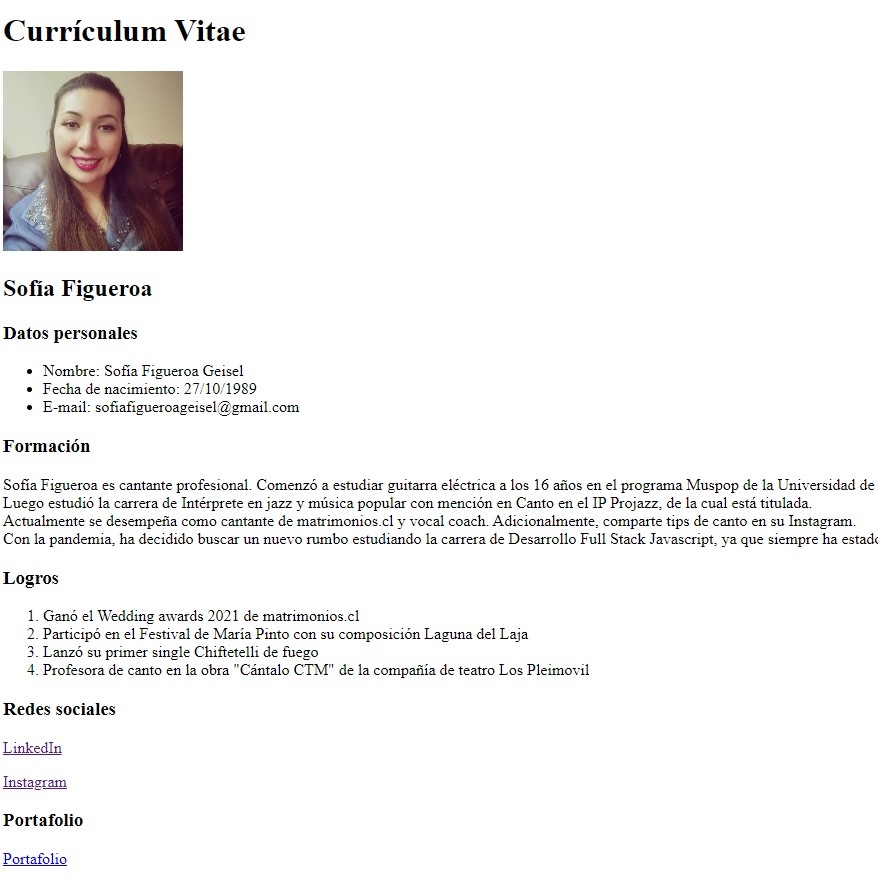 Currículum Vitae
Sofía Figueroa
Datos personales
Nombre: Sofía Figueroa Geisel
Fecha de nacimiento: 27/10/1989
E-mail: sofiafigueroageisel@gmail.com
Formación
Sofía Figueroa es cantante profesional. Comenzó a estudiar guitarra eléctrica a los 16 años en el programa Muspop de la Universidad de
Luego estudió la carrera de Intérprete en jazz y música popular con mención en Canto en el IP Projazz, de la cual está titulada.
Actualmente se desempeña como cantante de matrimonios.cl y vocal coach. Adicionalmente, comparte tips de canto en su Instagram.
Con la pandemia, ha decidido buscar un nuevo rumbo estudiando la carrera de Desarrollo Full Stack Javascript, ya que siempre ha
Logros
1. Ganó el Wedding awards 2021 de matrimonios.cl
2. Participó en el Festival de María Pinto con su composición Laguna del Laja
3. Lanzó su primer single Chiftetelli de fuego
4. Profesora de canto en la obra "Cántalo CTM" de la compañía de teatro Los Pleimovil
Redes sociales
LinkedIn
Instagram
Portafolio
Portafolio